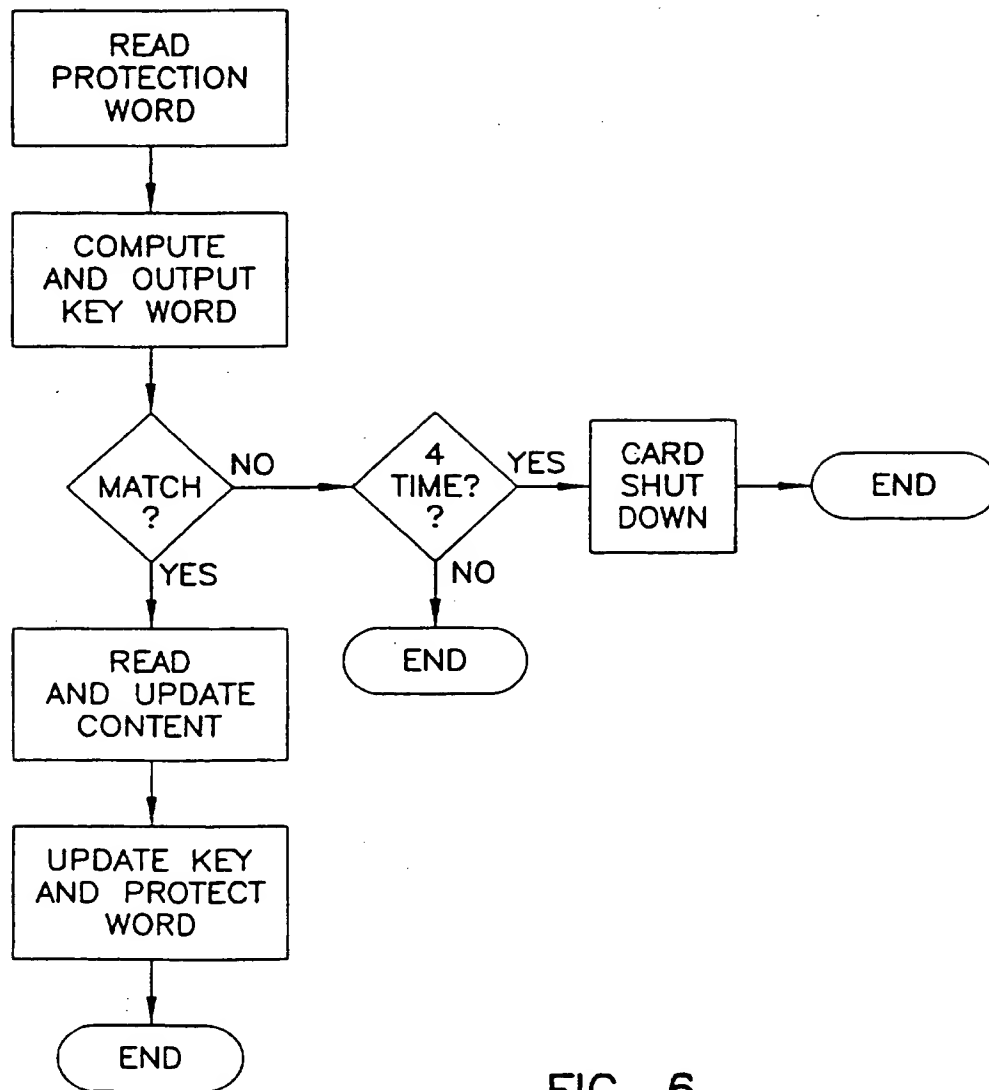 READ
PROTECTION
WORD
COMPUTE
AND OUTPUT
KEY WORD
MATCH
?
NO
4
TIME?
?
YES
CARD
SHUT
DOWN
END
YES
NO
END
READ
AND UPDATE
CONTENT
UPDATE KEY
AND PROTECT
WORD
END
FIG. 6